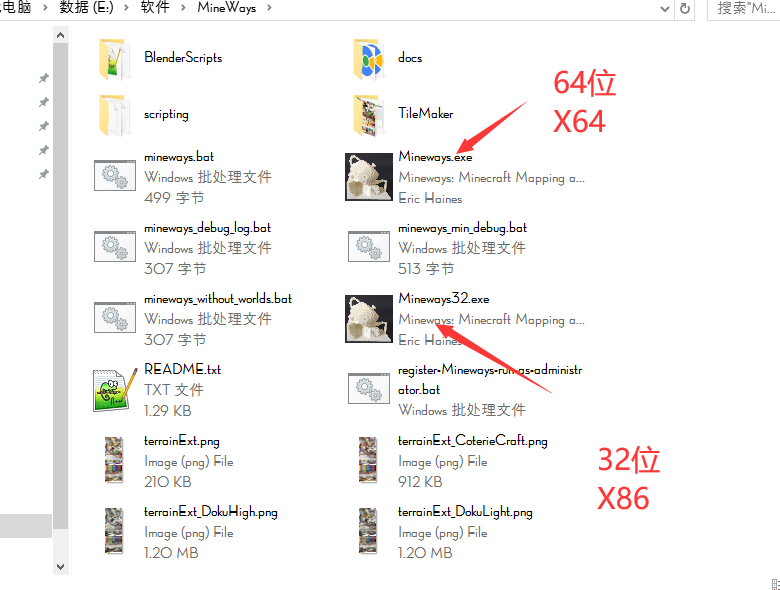 电脑 > 数据 (E:) > 软件 > MineWays >
搜索"Mi...
BlenderScripts
docs
scripting
TileMaker
64位
X64
mineways.bat
Windows 批处理文件
499 字节
Mineways.exe
Mineways: Minecraft Mapping a...
Eric Haines
mineways_debug_log.bat
Windows 批处理文件
307 字节
mineways_min_debug.bat
Windows 批处理文件
513 字节
mineways_without_worlds.bat
Windows 批处理文件
307 字节
Mineways32.exe
Mineways: Minecraft Mapping a...
Eric Haines
README.txt
TXT 文件
1.29 KB
register-Mineways-run-as-administr
ator.bat
Windows 批处理文件
32位
X86
terrainExt.png
Image (png) File
210 KB
terrainExt_CoterieCraft.png
Image (png) File
912 KB
terrainExt_DokuHigh.png
Image (png) File
1.20 MB
terrainExt_DokuLight.png
Image (png) File
1.20 MB